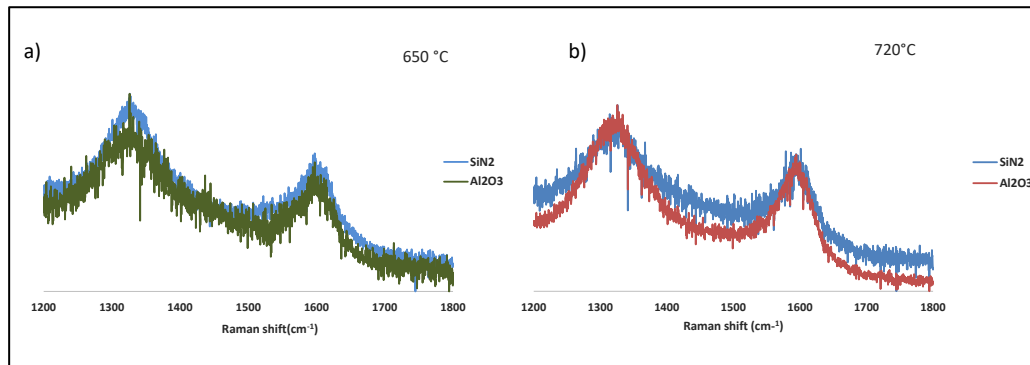 a)
650 °C
SiN2
Al2O3
1200 1300 1400 1500 1600 1700 1800
Raman shift(cm-1)
b)
720°C
SiN2
Al2O3
1200 1300 1400 1500 1600 1700 1800
Raman shift (cm-¹)